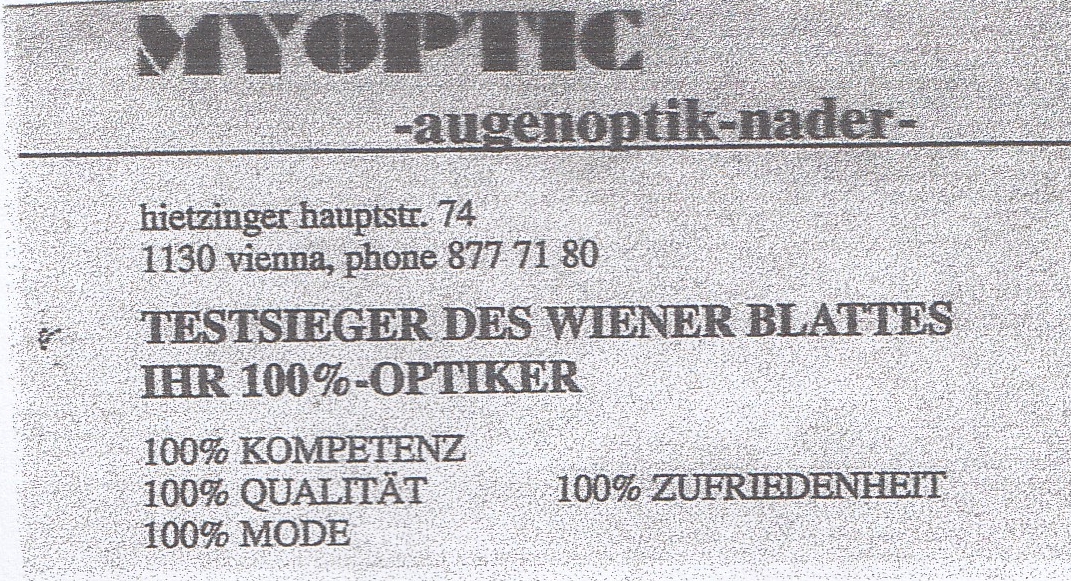 MYOPTIC
-augenoptik-nader-
hietzinger hauptstr. 74
1130 vienna, phone 877 71 80
TESTSIEGER DES WIENER BLATTES
IHR 100%-OPTIKER
100% KOMPETENZ
100% QUALITÄT 100% ZUFRIEDENHEIT
100% MODE